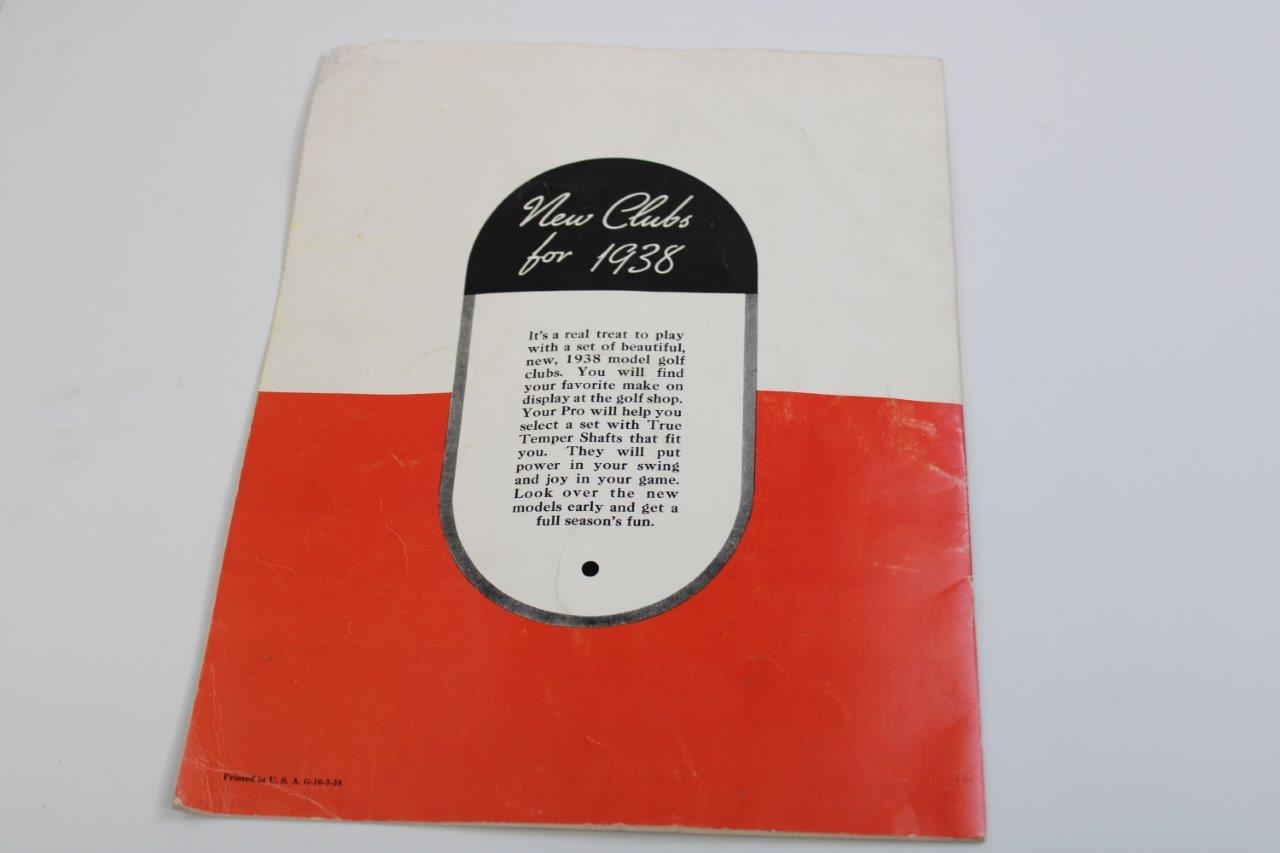 New Clubs
for 1938
It's a real treat to play
with a set of beautiful,
new, 1938 model golf
clubs. You will find
your favorite make on
display at the golf shop.
Your Pro will help you
select a set with True
Temper Shafts that fit
you. They will put
power in your swing
and joy in your game.
Look over the new
models early and get a
full season's fun.
Printed in U. S. A. G-10-3-38